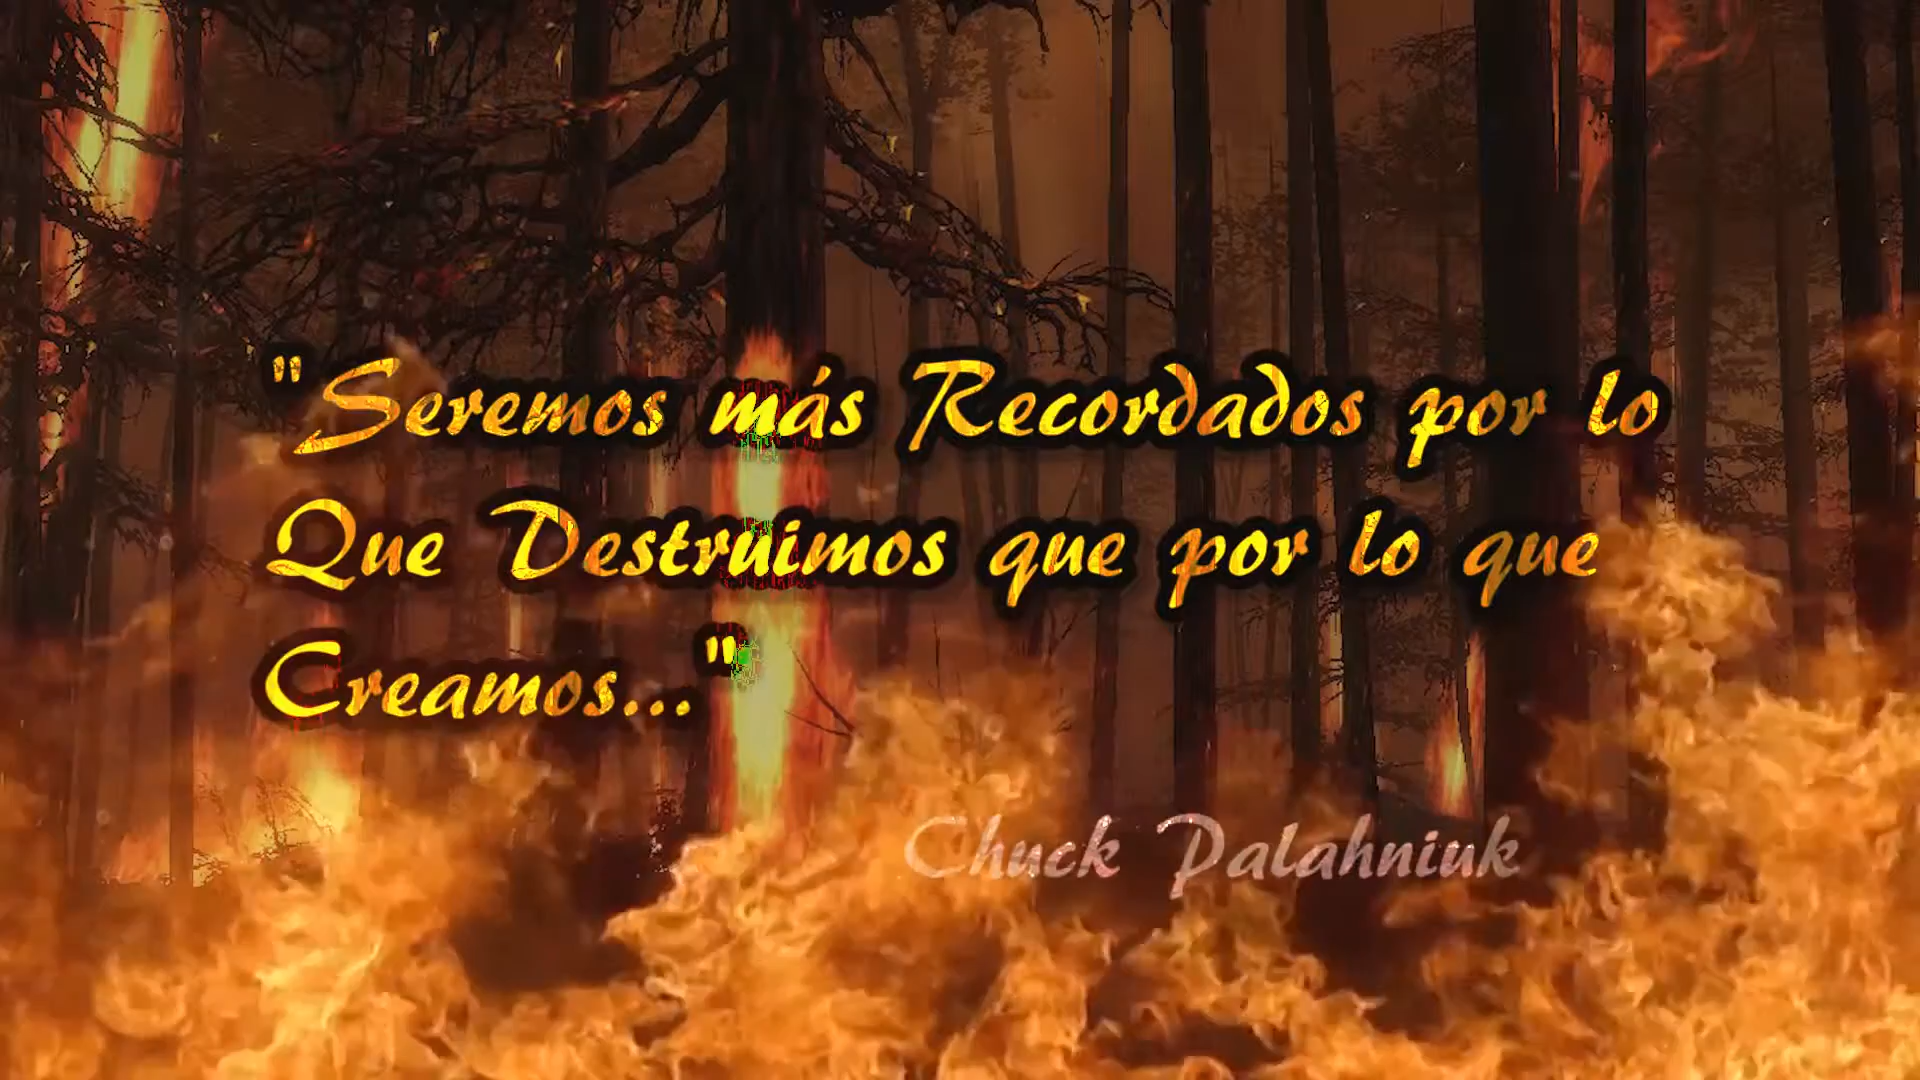 "Seremos más Recordados por lo
Que Destruimos que por lo que
Creamos..."
Chuck Palahniuk